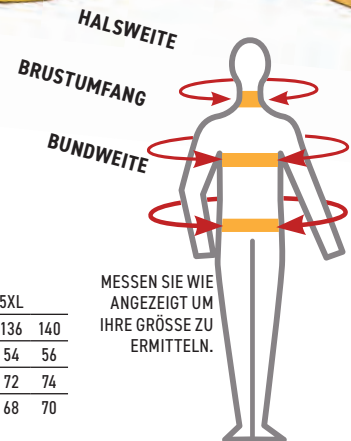 HALSWEITE
BRUSTUMFANG
BUNDWEITE
MESSEN SIE WIE
ANGEZEIGT UM
IHRE GRÖSSE ZU
ERMITTELN.
5XL
136 140
54 56
72 74
68 70